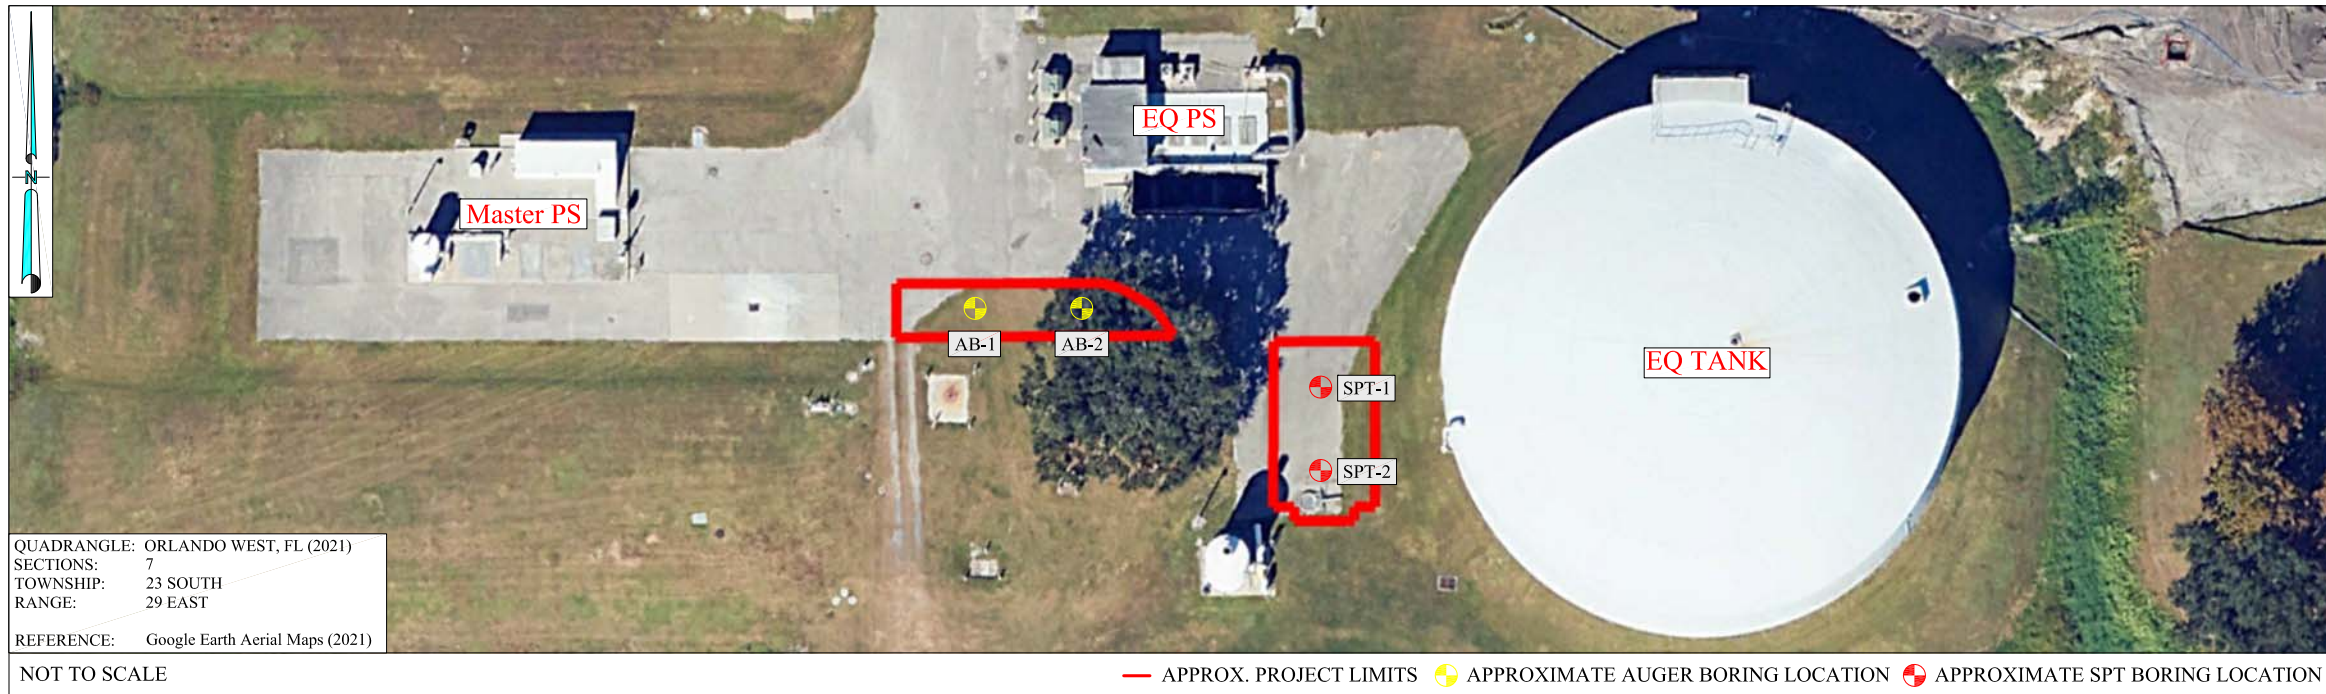 N
EQ PS
Master PS
AB-1
AB-2
EQ TANK
SPT-1
SPT-2
QUADRANGLE: ORLANDO WEST, FL (2021)
SECTIONS: 7
TOWNSHIP: 23 SOUTH
RANGE: 29 EAST
REFERENCE: Google Earth Aerial Maps (2021)
NOT TO SCALE
APPROX. PROJECT LIMITS
APPROXIMATE AUGER BORING LOCATION
APPROXIMATE SPT BORING LOCATION